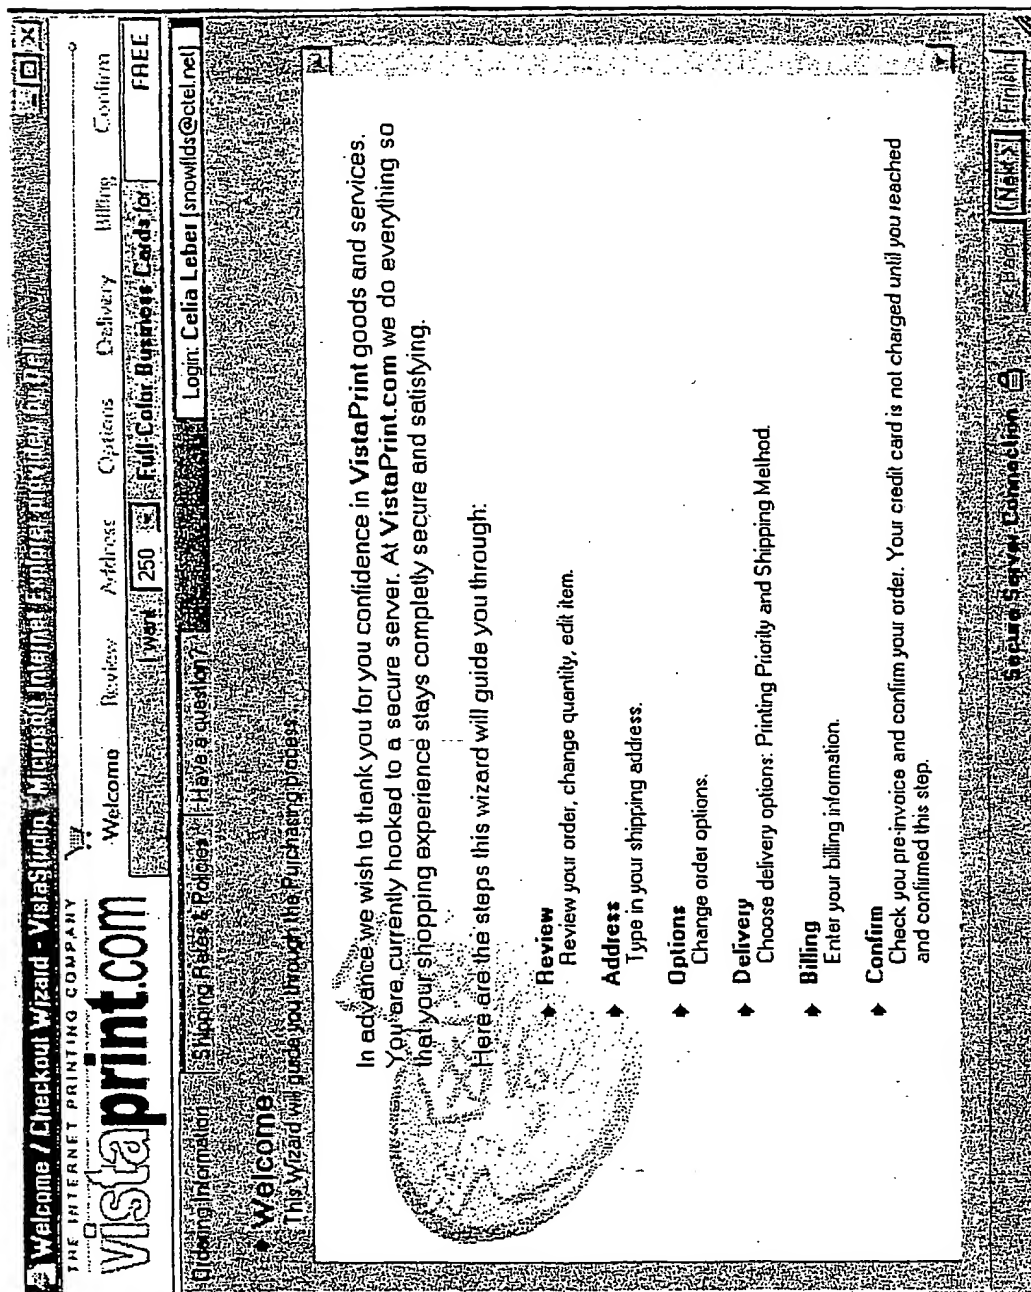 Welcome / Checkout Wizard - VistaStudio - Microsoft Internet Explorer provided by Dell
THE INTERNET PRINTING COMPANY
vistaprint.com
Welcome Review Address Options Delivery Billing Confirm
I want 250 Full-Color Business Cards for FREE
Ordering Information Shipping Rates & Policies Have a question? Login: Celia Leber [snowflds@ctel.net]
Welcome
This Wizard will guide you through the Purchasing process.
In advance we wish to thank you for you confidence in VistaPrint goods and services.
You are currently hooked to a secure server. At VistaPrint.com we do everything so
that your shopping experience stays completly secure and satisfying.
Here are the steps this wizard will guide you through:
Review
Review your order, change quantity, edit item.
Address
Type in your shipping address.
Options
Change order options.
Delivery
Choose delivery options: Printing Priority and Shipping Method.
Billing
Enter your billing information.
Confirm
Check you pre-invoice and confirm your order. Your credit card is not charged until you reached
and confirmed this step.
Secure Server Connection < Back Next > Finish